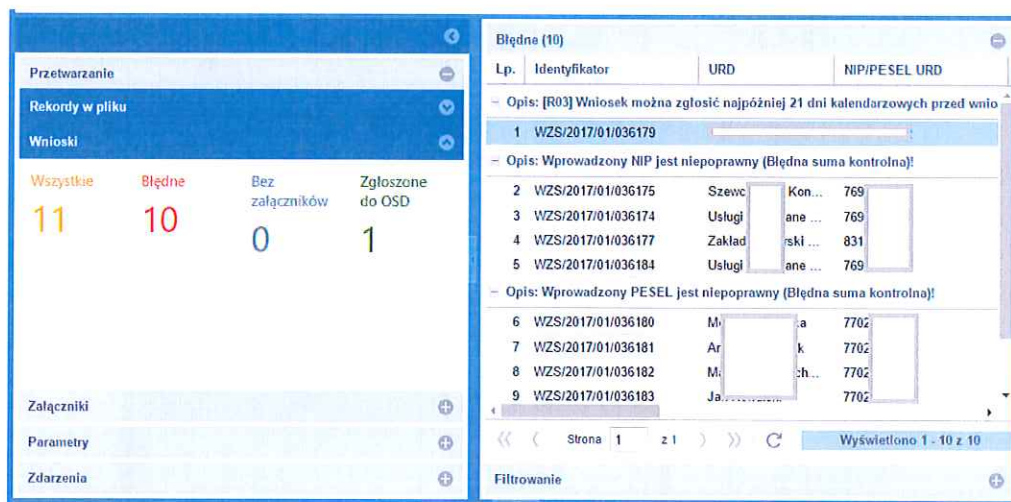 Przetwarzanie
Rekordy w pliku
Wnioski
Wszystkie Błędne Bez załączników Zgłoszone do OSD
11 10 0 1
Załączniki
Parametry
Zdarzenia
Błędne (10)
Lp. Identyfikator URD NIP/PESEL URD
Opis: [R03] Wniosek można zgłosić najpóźniej 21 dni kalendarzowych przed wnio
1 WZS/2017/01/036179
Opis: Wprowadzony NIP jest niepoprawny (Błędna suma kontrolna)!
2 WZS/2017/01/036175 Szewc Kon... 769
3 WZS/2017/01/036174 Usługi ane ... 769
4 WZS/2017/01/036177 Zakład rski ... 831
5 WZS/2017/01/036184 Usługi ane ... 769
Opis: Wprowadzony PESEL jest niepoprawny (Błędna suma kontrolna)!
6 WZS/2017/01/036180 7702
7 WZS/2017/01/036181 Ar k 7702
8 WZS/2017/01/036182 ch... 7702
9 WZS/2017/01/036183 7702
Strona 1 z 1 Wyświetlono 1 - 10 z 10
Filtrowanie